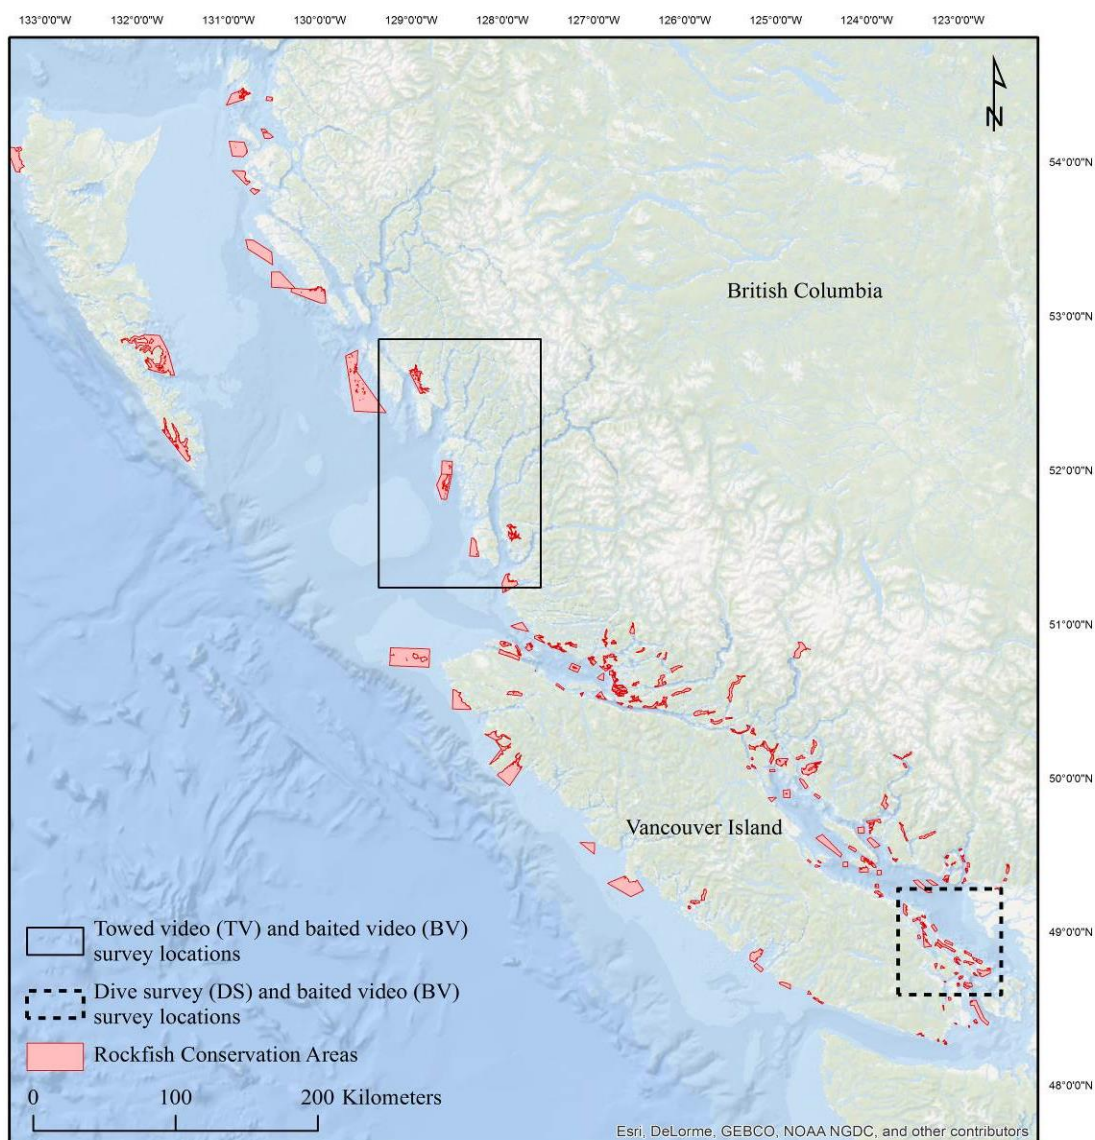 133°0'0"W 132°0'0"W 131°0'0"W 130°0'0"W 129°0'0"W 128°0'0"W 127°0'0"W 126°0'0"W 125°0'0"W 124°0'0"W 123°0'0"W
N
54°0'0"N
British Columbia
53°0'0"N
52°0'0"N
51°0'0"N
50°0'0"N
Vancouver Island
49°0'0"N
48°0'0"N
Towed video (TV) and baited video (BV)
survey locations
Dive survey (DS) and baited video (BV)
survey locations
Rockfish Conservation Areas
0 100 200 Kilometers
Esri, DeLorme, GEBCO, NOAA NGDC, and other contributors